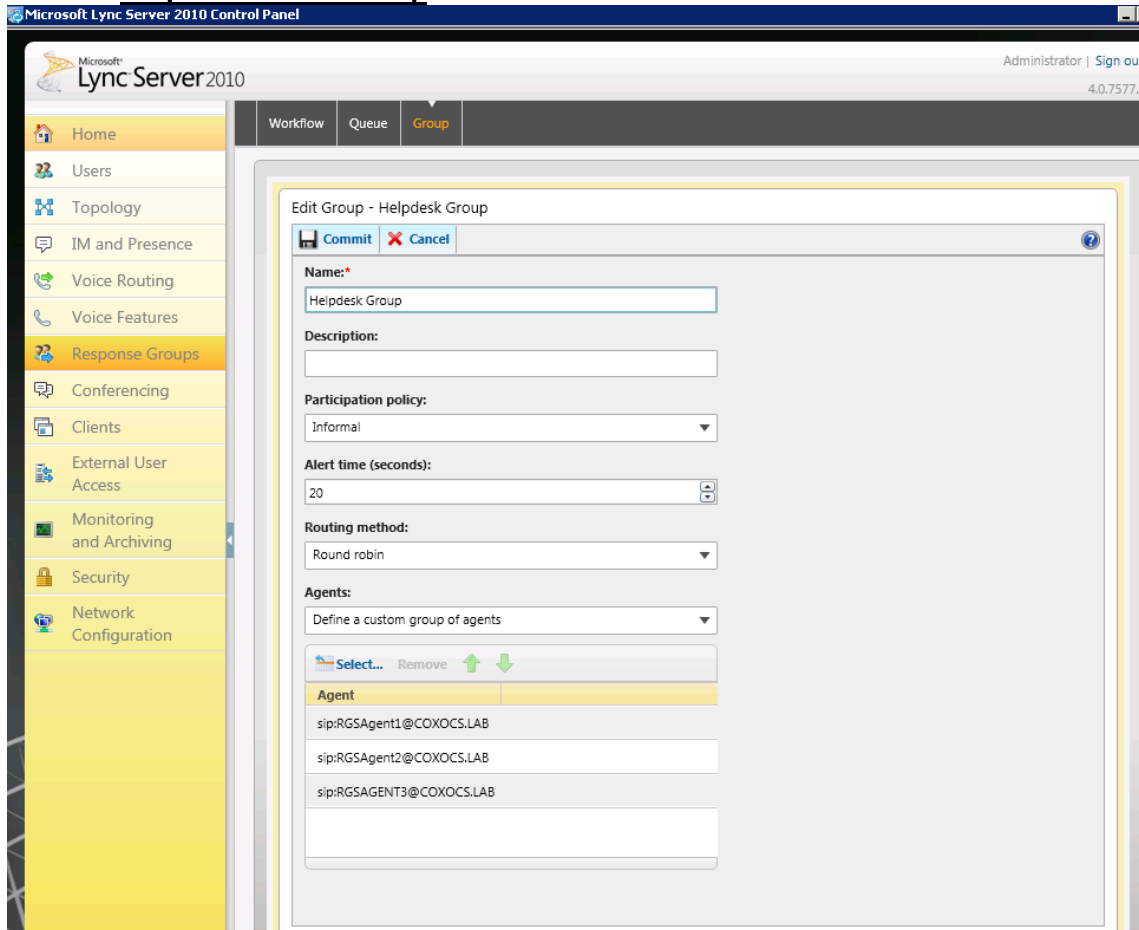 Microsoft Lync Server 2010 Control Panel
Microsoft
Lync Server 2010
Administrator | Sign ou
4.0.7577.
Home
Users
Topology
IM and Presence
Voice Routing
Voice Features
Response Groups
Conferencing
Clients
External User
Access
Monitoring
and Archiving
Security
Network
Configuration
Workflow Queue Group
Edit Group - Helpdesk Group
Commit Cancel
Name:*
Helpdesk Group
Description:
Participation policy:
Informal
Alert time (seconds):
20
Routing method:
Round robin
Agents:
Define a custom group of agents
Select... Remove
Agent
sip:RGSAgent1@COXOCS.LAB
sip:RGSAgent2@COXOCS.LAB
sip:RGSAGENT3@COXOCS.LAB